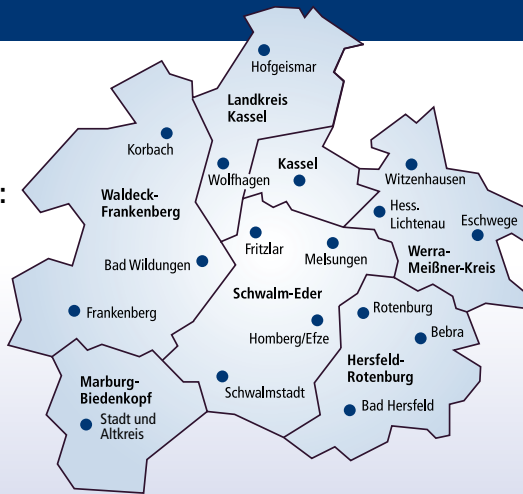 Hofgeismar
Landkreis
Kassel
Korbach
Kassel
Wolfhagen
Witzenhausen
:
Waldeck-
Frankenberg
Hess.
Lichtenau
Eschwege
Fritzlar
Melsungen
Werra-
Meißner-Kreis
Bad Wildungen
Schwalm-Eder
Frankenberg
Rotenburg
Homberg/Efze
Bebra
Hersfeld-
Rotenburg
Marburg-
Biedenkopf
Schwalmstadt
Bad Hersfeld
Stadt und
Altkreis